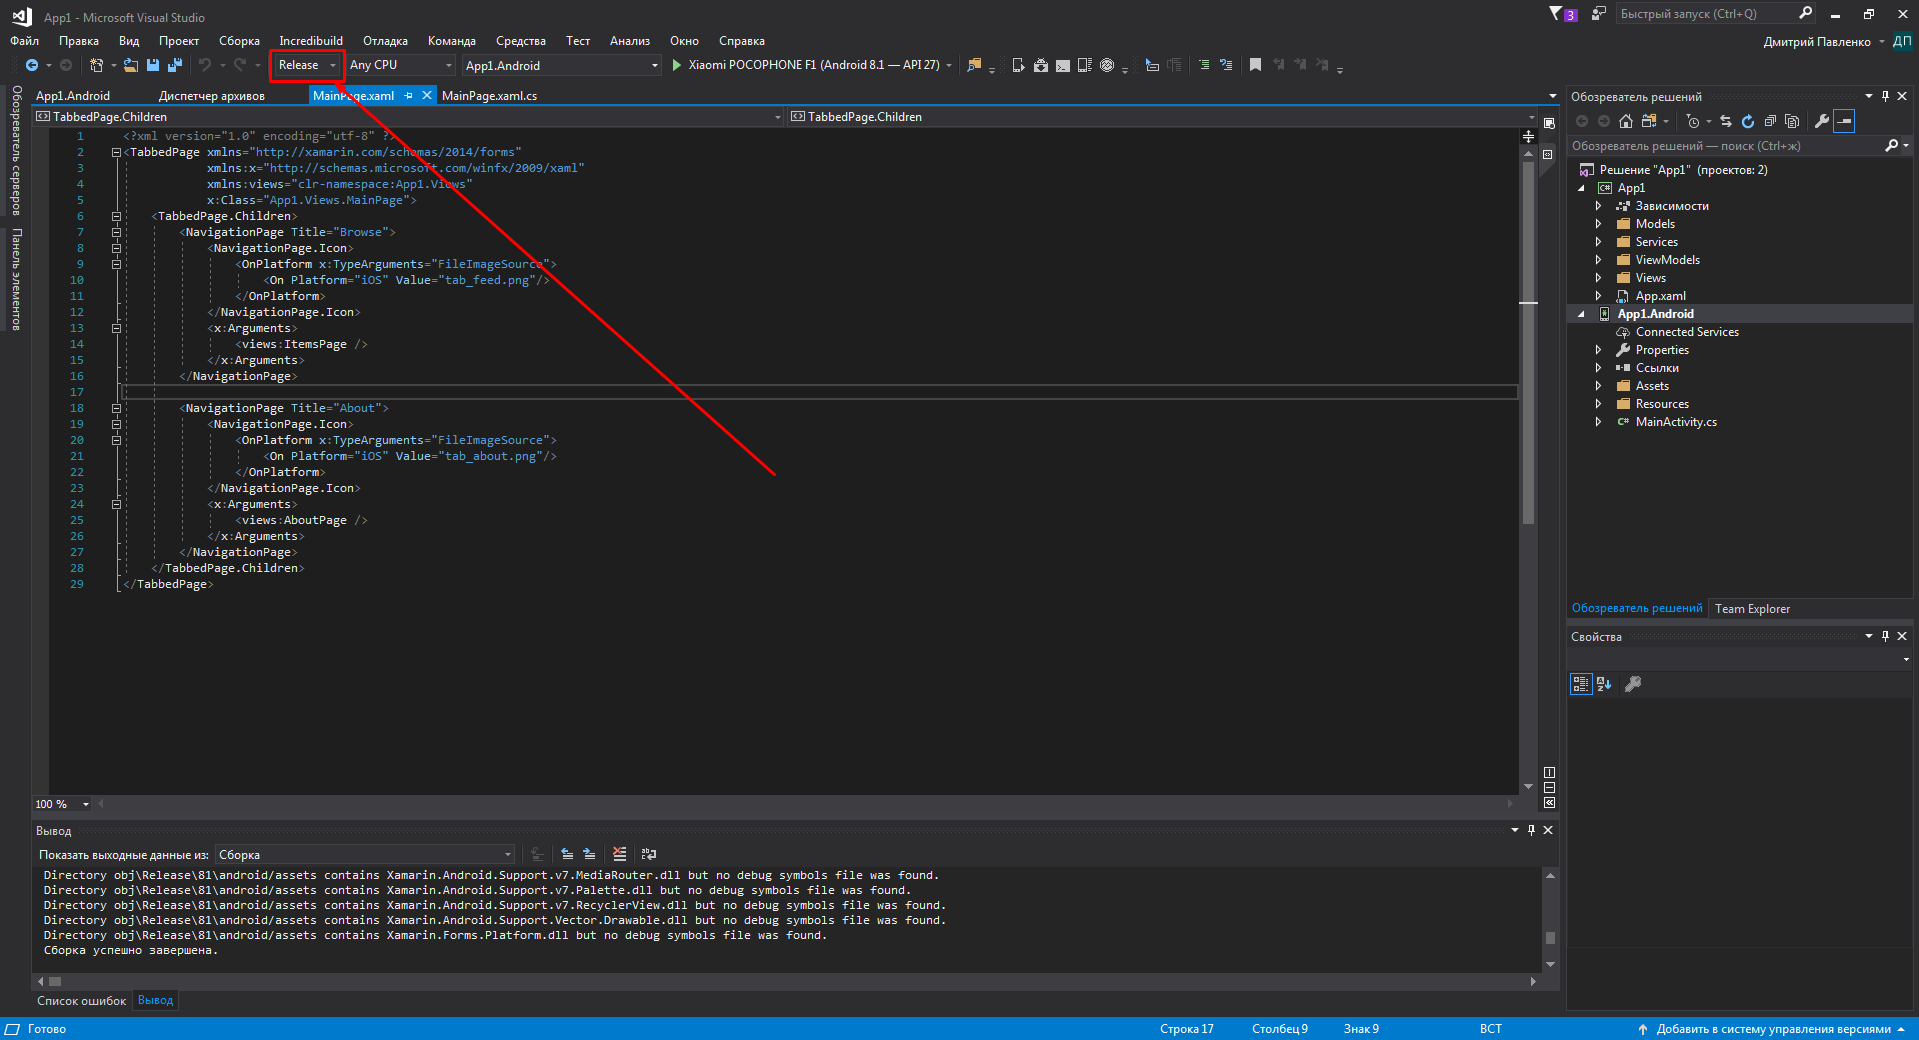 App1 - Microsoft Visual Studio
3
Быстрый запуск (Ctrl+Q)
Файл Правка Вид Проект Сборка Incredibuild Отладка Команда Средства Тест Анализ Окно Справка
Дмитрий Павленко ДП
Release Any CPU App1.Android Xiaomi POCOPHONE F1 (Android 8.1 — API 27)
Обозреватель серверов
Панель элементов
App1.Android Диспетчер архивов MainPage.xaml MainPage.xaml.cs
TabbedPage.Children TabbedPage.Children
1 <?xml version="1.0" encoding="utf-8" ?>
2 <TabbedPage xmlns="http://xamarin.com/schemas/2014/forms"
3 xmlns:x="http://schemas.microsoft.com/winfx/2009/xaml"
4 xmlns:views="clr-namespace:App1.Views"
5 x:Class="App1.Views.MainPage">
6 <TabbedPage.Children>
7 <NavigationPage Title="Browse">
8 <NavigationPage.Icon>
9 <OnPlatform x:TypeArguments="FileImageSource">
10 <On Platform="iOS" Value="tab_feed.png"/>
11 </OnPlatform>
12 </NavigationPage.Icon>
13 <x:Arguments>
14 <views:ItemsPage />
15 </x:Arguments>
16 </NavigationPage>
17
18 <NavigationPage Title="About">
19 <NavigationPage.Icon>
20 <OnPlatform x:TypeArguments="FileImageSource">
21 <On Platform="iOS" Value="tab_about.png"/>
22 </OnPlatform>
23 </NavigationPage.Icon>
24 <x:Arguments>
25 <views:AboutPage />
26 </x:Arguments>
27 </NavigationPage>
28 </TabbedPage.Children>
29 </TabbedPage>
100 %
Обозреватель решений
Обозреватель решений — поиск (Ctrl+ж)
Решение "App1" (проектов: 2)
App1
Зависимости
Models
Services
ViewModels
Views
App.xaml
App1.Android
Connected Services
Properties
Ссылки
Assets
Resources
MainActivity.cs
Обозреватель решений Team Explorer
Свойства
Вывод
Показать выходные данные из: Сборка
Directory obj\Release\81\android/assets contains Xamarin.Android.Support.v7.MediaRouter.dll but no debug symbols file was found.
Directory obj\Release\81\android/assets contains Xamarin.Android.Support.v7.Palette.dll but no debug symbols file was found.
Directory obj\Release\81\android/assets contains Xamarin.Android.Support.v7.RecyclerView.dll but no debug symbols file was found.
Directory obj\Release\81\android/assets contains Xamarin.Android.Support.Vector.Drawable.dll but no debug symbols file was found.
Directory obj\Release\81\android/assets contains Xamarin.Forms.Platform.dll but no debug symbols file was found.
Сборка успешно завершена.
Список ошибок Вывод
Готово Строка 17 Столбец 9 Знак 9 ВСТ Добавить в систему управления версиями